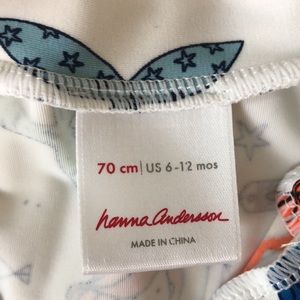 70 cm | US 6-12 mos
hanna Andersson
MADE IN CHINA